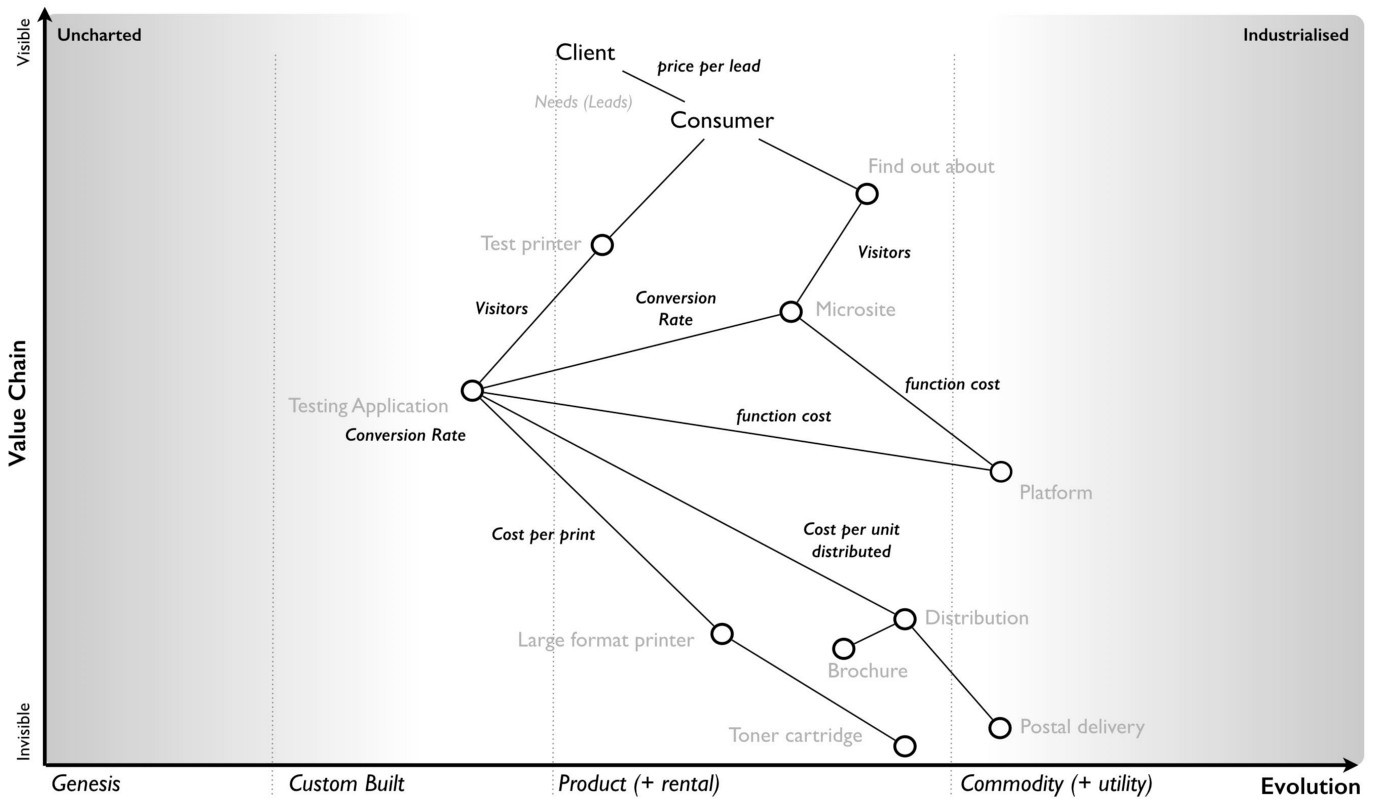 Visible
Uncharted
Industrialised
Client
price per lead
Needs (Leads)
Consumer
Find out about
Test printer
Visitors
Visitors
Conversion
Rate
Microsite
Value Chain
Testing Application
Conversion Rate
function cost
function cost
Platform
Cost per print
Cost per unit
distributed
Distribution
Large format printer
Brochure
Invisible
Toner cartridge
Postal delivery
Genesis
Custom Built
Product (+ rental)
Commodity (+ utility)
Evolution